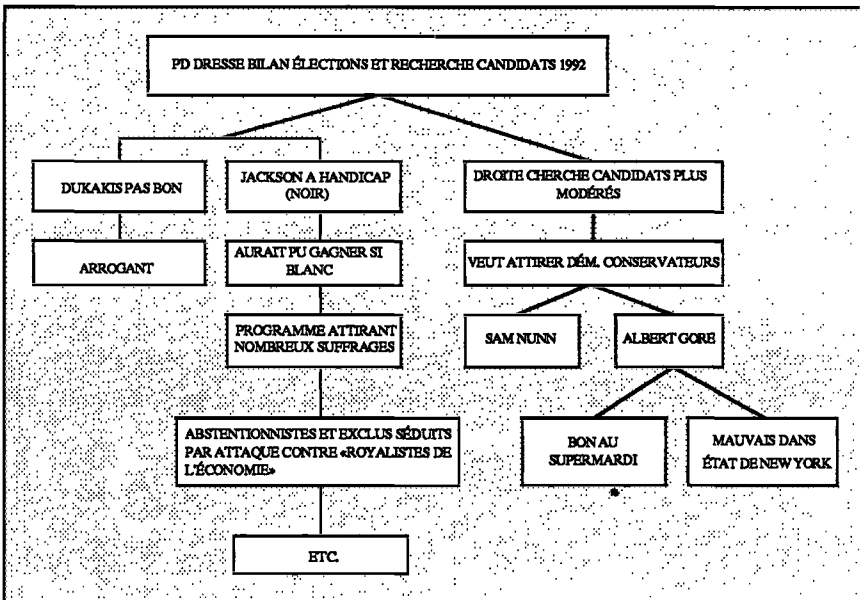 PD DRESSE BILAN ÉLECTIONS ET RECHERCHE CANDIDATS 1992
DUKAKIS PAS BON
JACKSON A HANDICAP
(NOIR)
DROITE CHERCHE CANDIDATS PLUS
MODÉRÉS
ARROGANT
AURAIT PU GAGNER SI
BLANC
VEUT ATTIRER DÉM. CONSERVATEURS
PROGRAMME ATTIRANT
NOMBREUX SUFFRAGES
SAM NUNN
ALBERT GORE
ABSTENTIONNISTES ET EXCLUS SÉDUITS
PAR ATTAQUE CONTRE «ROYALISTES DE
L'ÉCONOMIE»
BON AU
SUPERMARDI
MAUVAIS DANS
ÉTAT DE NEW YORK
ETC.